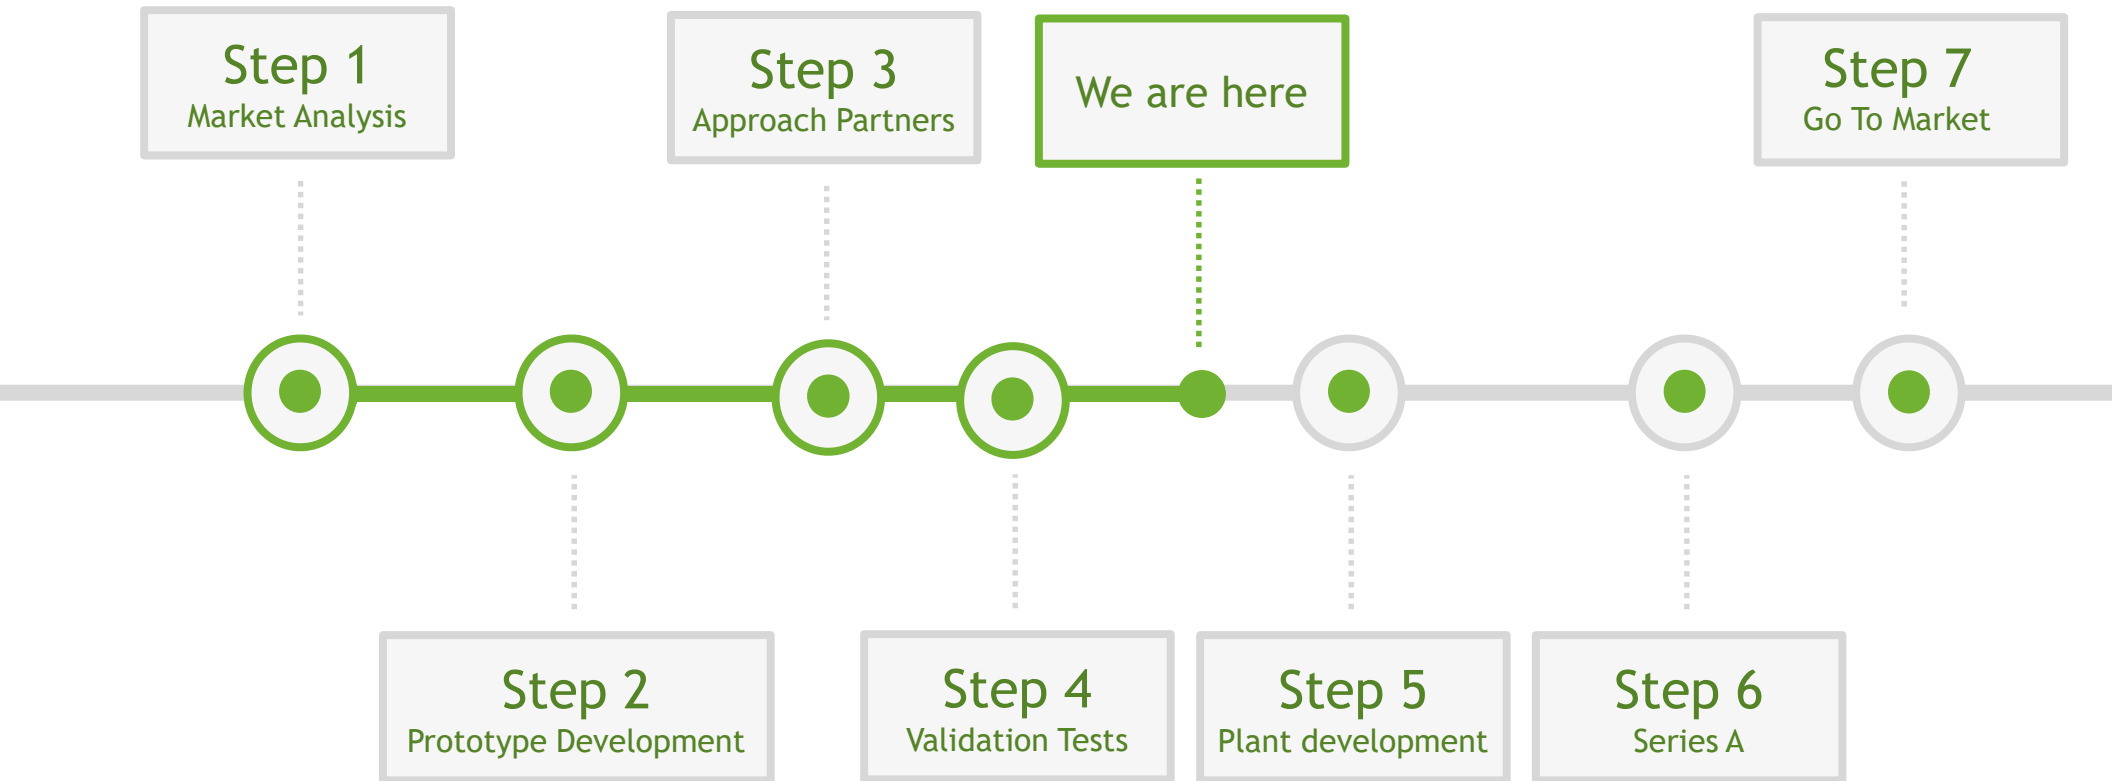 Step 1
Market Analysis
Step 3
Approach Partners
We are here
Step 7
Go To Market
Step 2
Prototype Development
Step 4
Validation Tests
Step 5
Plant development
Step 6
Series A